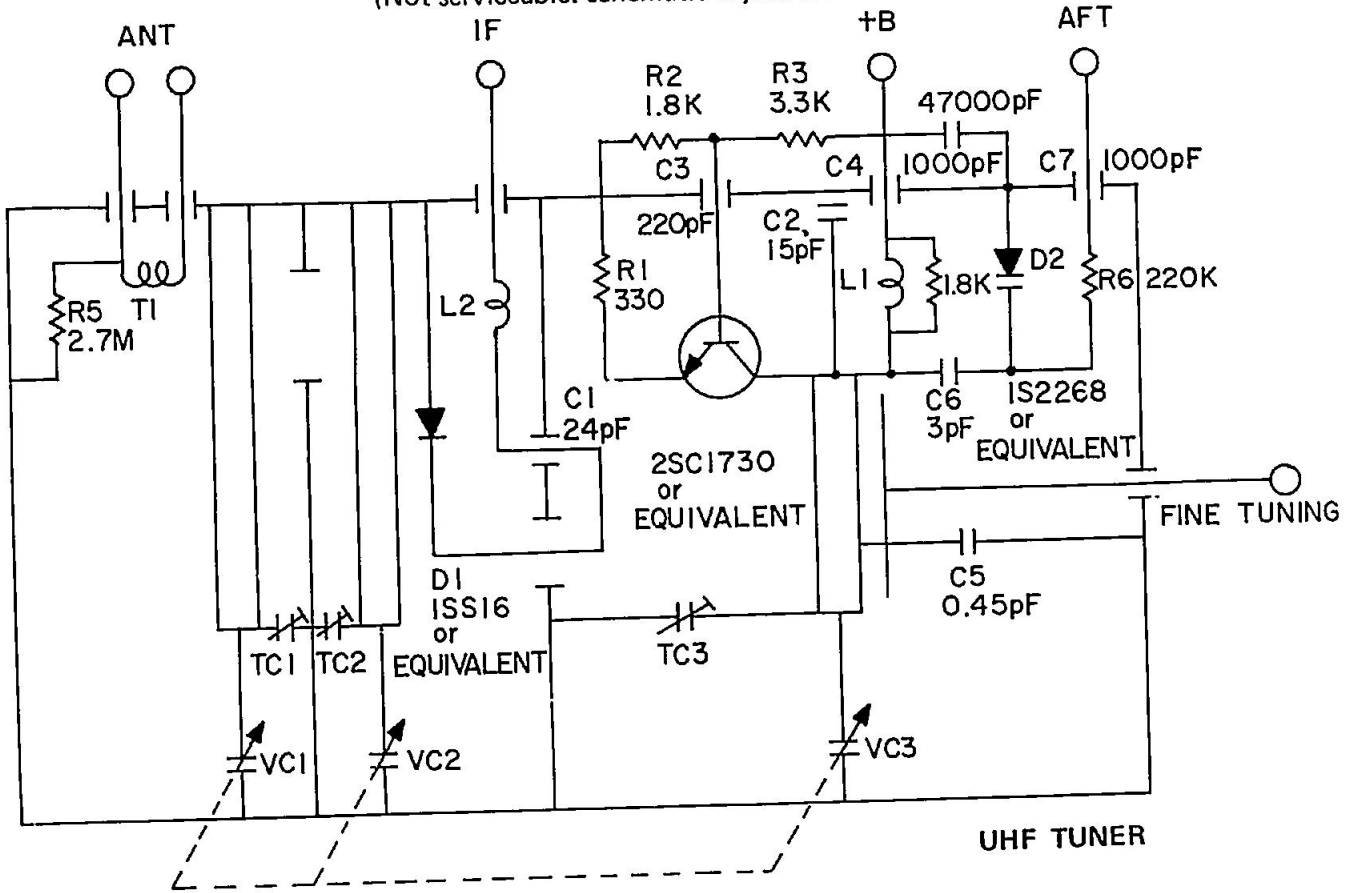 ANT
IF
+B
AFT
R2
1.8K
R3
3.3K
47000pF
C3
220pF
C4
1000pF
C7
1000pF
C2,
15pF
R5
2.7M
T1
L2
R1
330
L1
1.8K
D2
R6
220K
C1
24pF
C6
3pF
1S2268
or
EQUIVALENT
2SC1730
or
EQUIVALENT
FINE TUNING
D1
1SS16
or
EQUIVALENT
C5
0.45pF
TC1
TC2
TC3
VC1
VC2
VC3
UHF TUNER